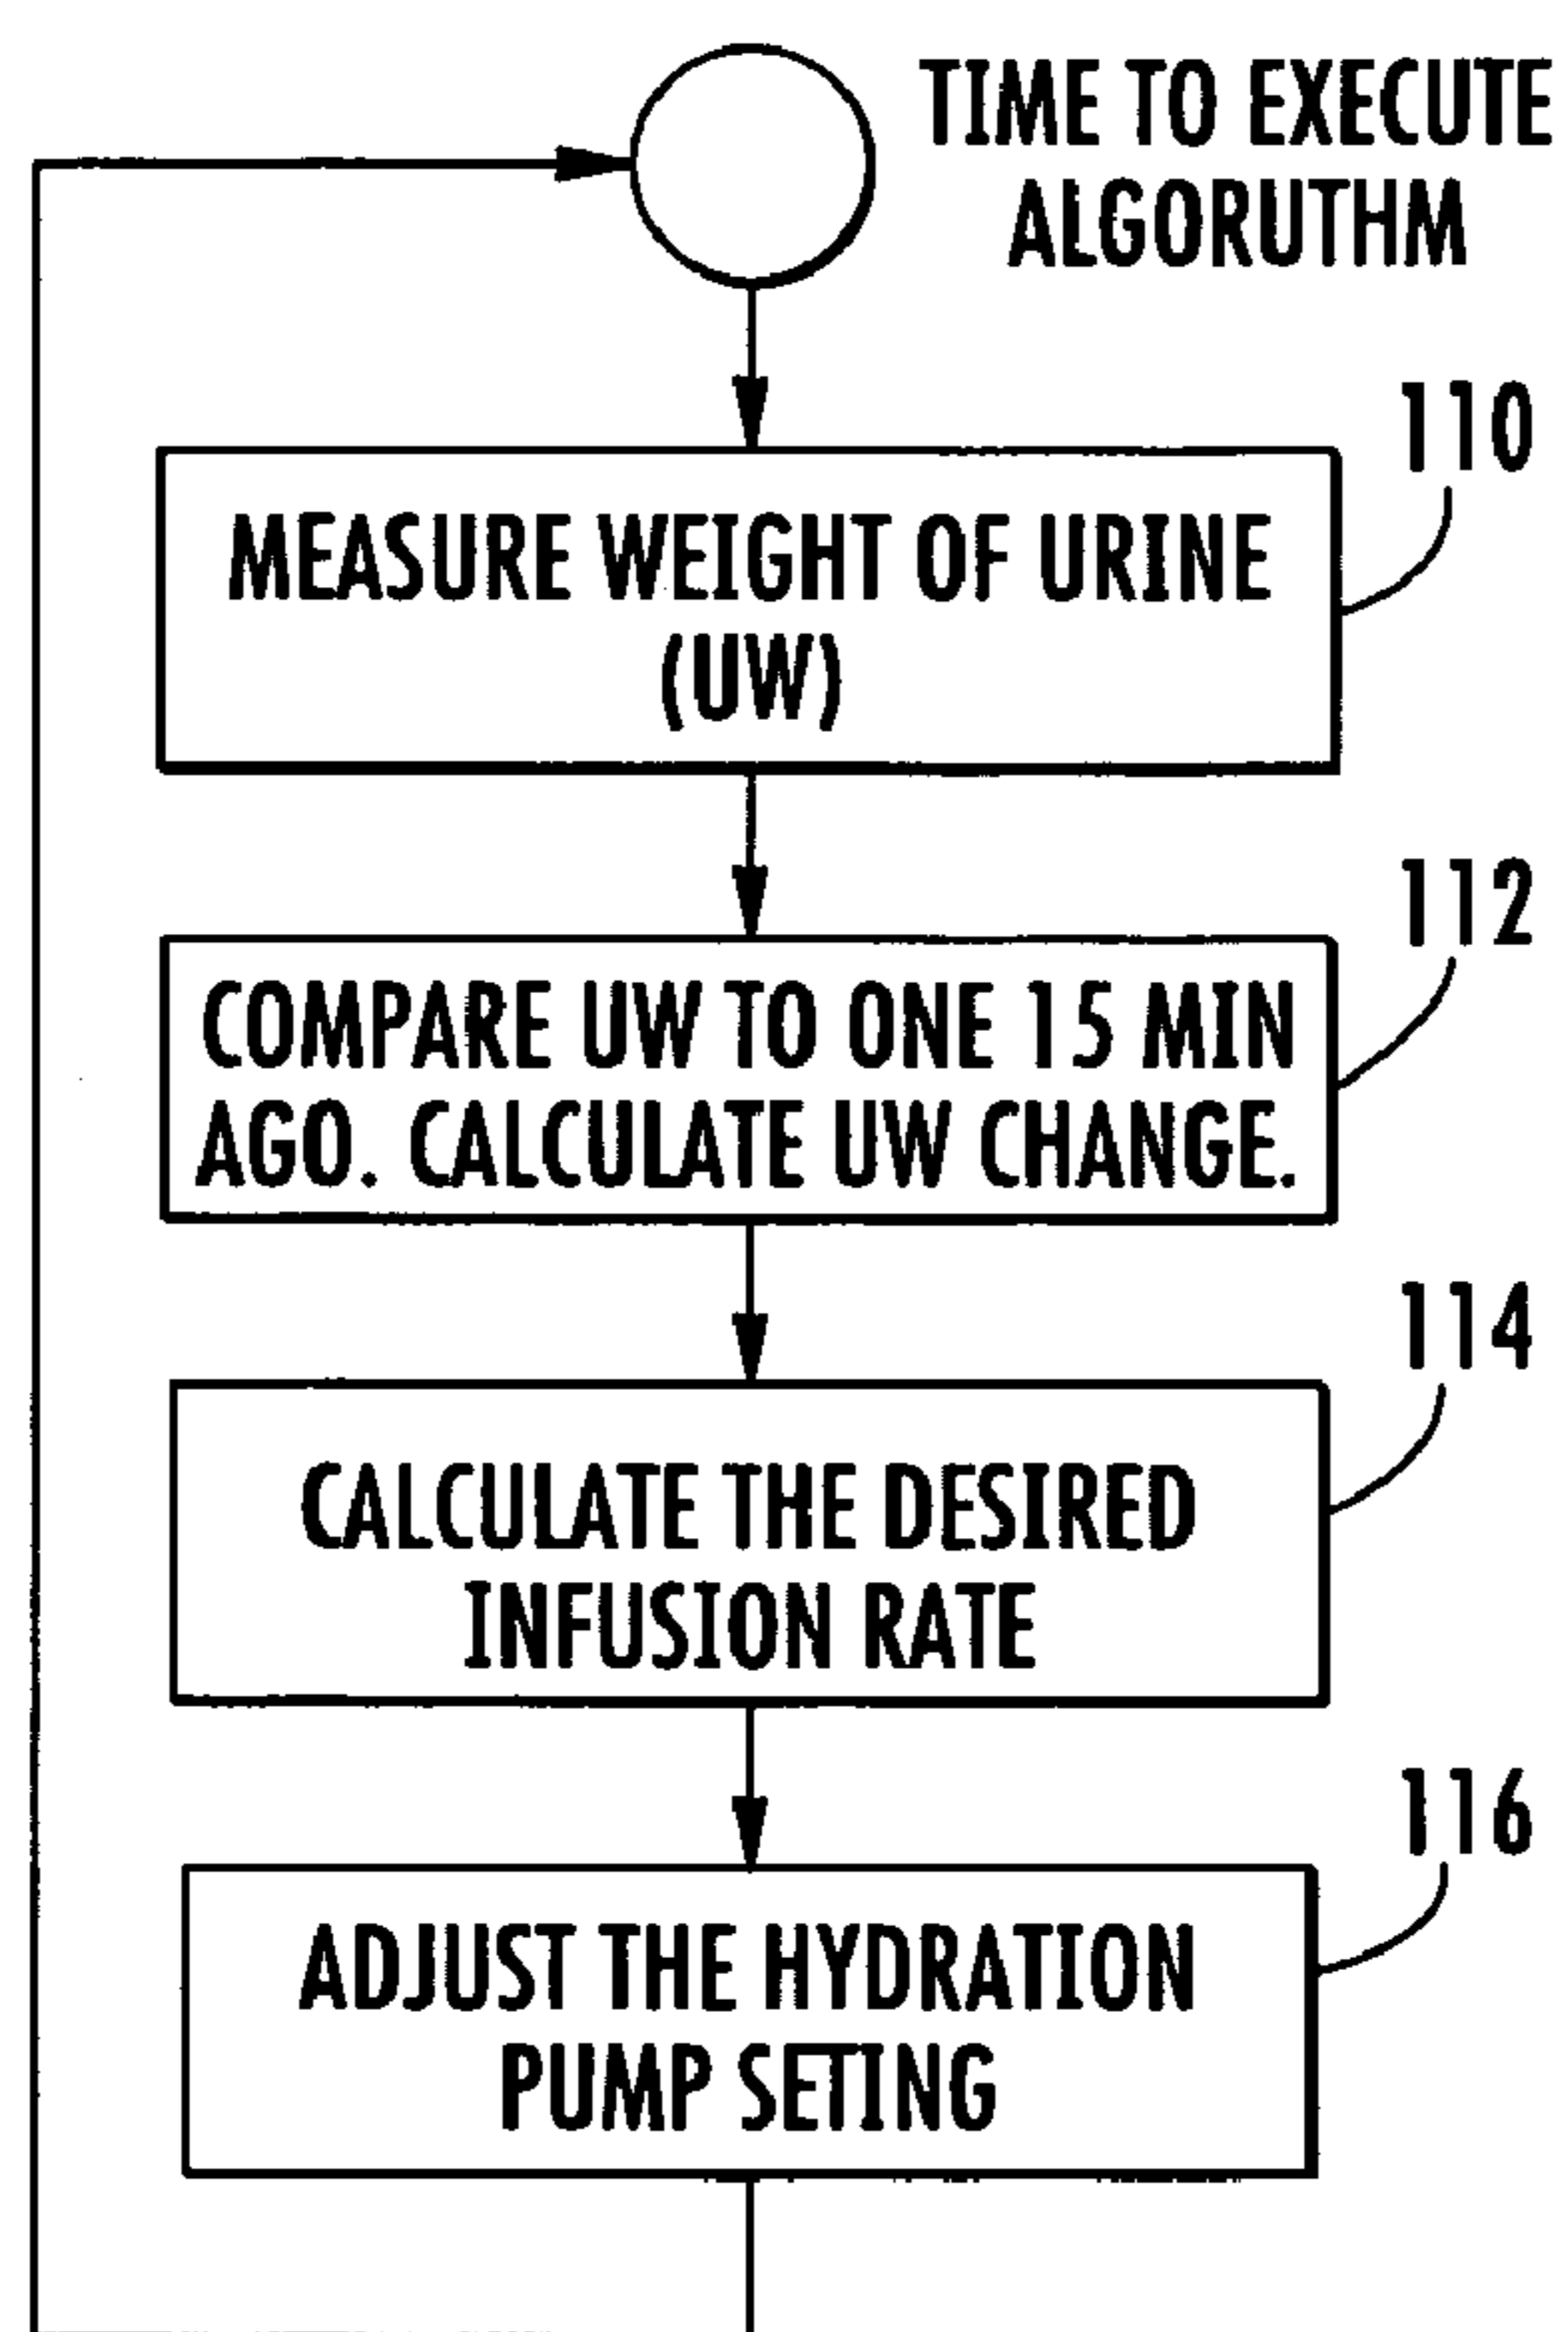 TIME TO EXECUTE
ALGORUTHM
110
MEASURE WEIGHT OF URINE
(UW)
112
COMPARE UW TO ONE 15 MIN
AGO. CALCULATE UW CHANGE.
114
CALCULATE THE DESIRED
INFUSION RATE
116
ADJUST THE HYDRATION
PUMP SETING